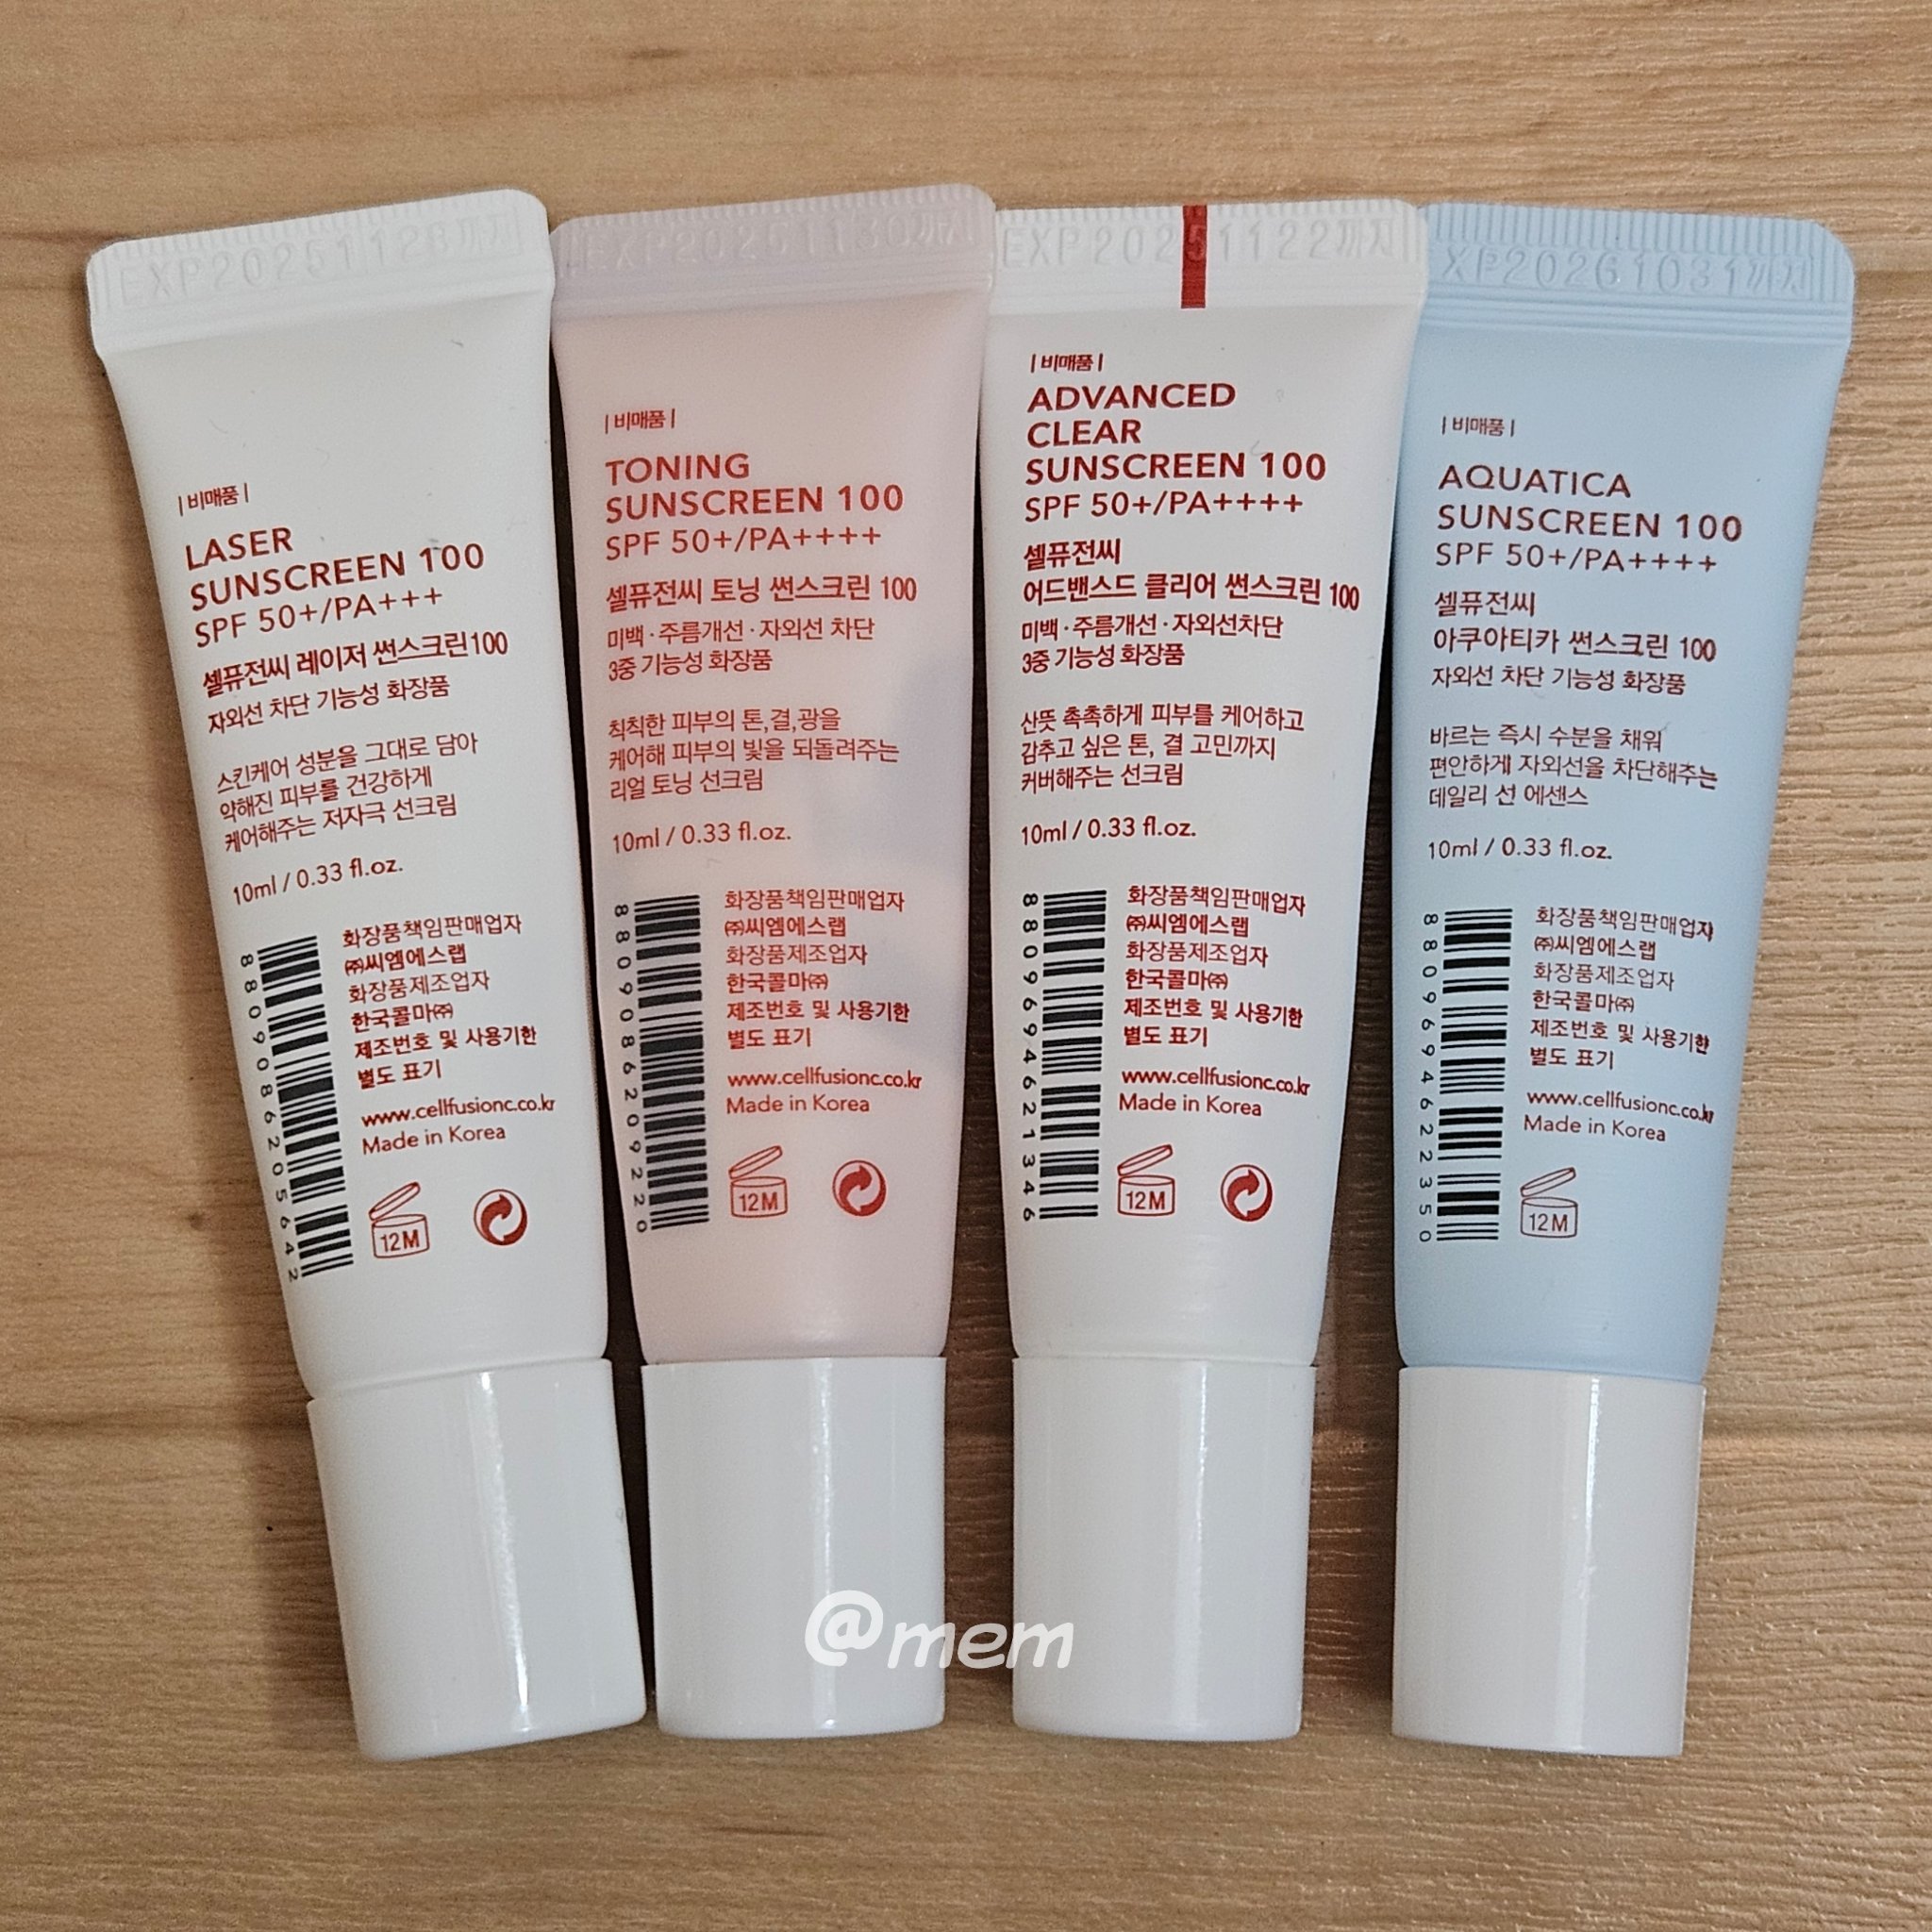 EXP20251128까지
| 비매품 |
LASER
SUNSCREEN 100
SPF 50+/PA+++
셀퓨전씨 레이저 썬스크린100
자외선 차단 기능성 화장품
스킨케어 성분을 그대로 담아
약해진 피부를 건강하게
케어해주는 저자극 선크림
10ml / 0.33 fl.oz.
8809086205642
화장품책임판매업자
㈜씨엠에스랩
화장품제조업자
한국콜마㈜
제조번호 및 사용기한
별도 표기
www.cellfusionc.co.kr
Made in Korea
12M
EXP20251130까지
| 비매품 |
TONING
SUNSCREEN 100
SPF 50+/PA++++
셀퓨전씨 토닝 썬스크린 100
미백·주름개선·자외선 차단
3중 기능성 화장품
칙칙한 피부의 톤,결,광을
케어해 피부의 빛을 되돌려주는
리얼 토닝 선크림
10ml / 0.33 fl.oz.
8809086209220
화장품책임판매업자
㈜씨엠에스랩
화장품제조업자
한국콜마㈜
제조번호 및 사용기한
별도 표기
www.cellfusionc.co.kr
Made in Korea
12M
EXP20251122까지
| 비매품 |
ADVANCED
CLEAR
SUNSCREEN 100
SPF 50+/PA++++
셀퓨전씨
어드밴스드 클리어 썬스크린 100
미백·주름개선·자외선차단
3중 기능성 화장품
산뜻 촉촉하게 피부를 케어하고
감추고 싶은 톤, 결 고민까지
커버해주는 선크림
10ml / 0.33 fl.oz.
8809694621346
화장품책임판매업자
㈜씨엠에스랩
화장품제조업자
한국콜마㈜
제조번호 및 사용기한
별도 표기
www.cellfusionc.co.kr
Made in Korea
12M
XP20261031까지
| 비매품 |
AQUATICA
SUNSCREEN 100
SPF 50+/PA++++
셀퓨전씨
아쿠아티카 썬스크린 100
자외선 차단 기능성 화장품
바르는 즉시 수분을 채워
편안하게 자외선을 차단해주는
데일리 선 에센스
10ml / 0.33 fl.oz.
8809694622350
화장품책임판매업자
㈜씨엠에스랩
화장품제조업자
한국콜마㈜
제조번호 및 사용기한
별도 표기
www.cellfusionc.co.kr
Made in Korea
12M
@mem